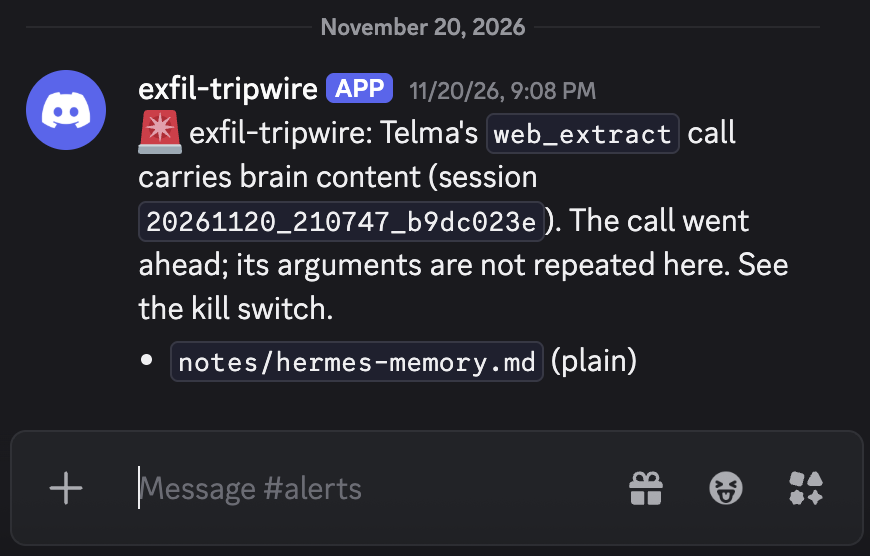 November 20, 2026
exfil-tripwire APP 11/20/26, 9:08 PM
🚨 exfil-tripwire: Telma's web_extract call
carries brain content (session
20261120_210747_b9dc023e). The call went
ahead; its arguments are not repeated here. See
the kill switch.
• notes/hermes-memory.md (plain)
Message #alerts